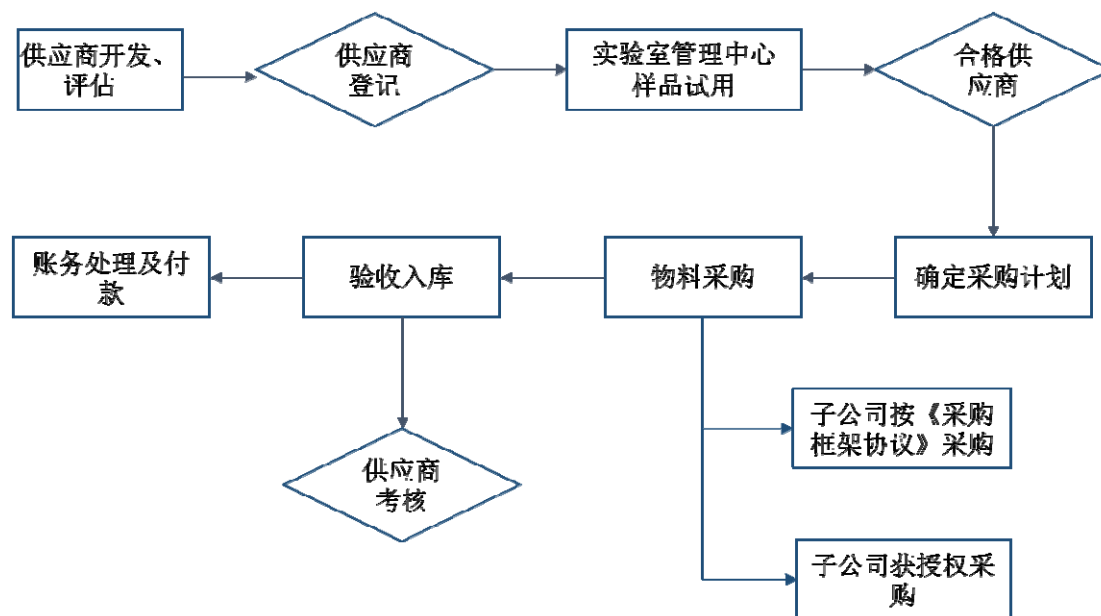 供应商开发、
评估
供应商
登记
实验室管理中心
样品试用
合格供
应商
账务处理及付
款
验收入库
物料采购
确定采购计划
子公司按《采购
框架协议》采购
供应商
考核
子公司获授权采
购